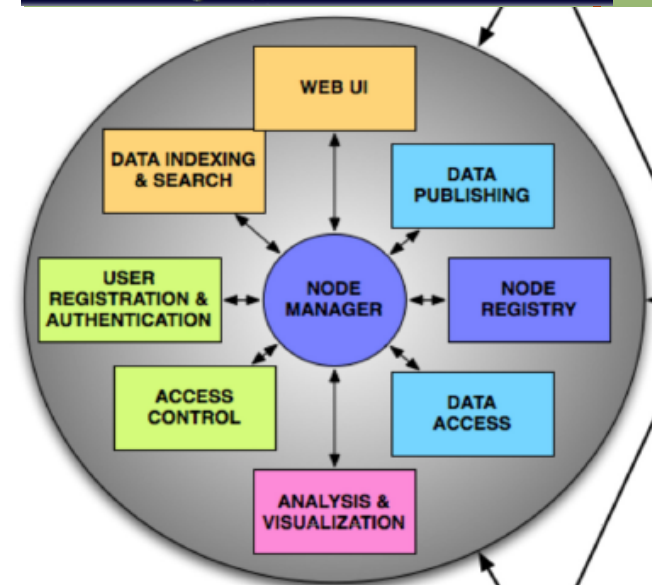 WEB UI
DATA INDEXING
& SEARCH
DATA
PUBLISHING
USER
REGISTRATION &
AUTHENTICATION
NODE
MANAGER
NODE
REGISTRY
ACCESS
CONTROL
DATA
ACCESS
ANALYSIS &
VISUALIZATION